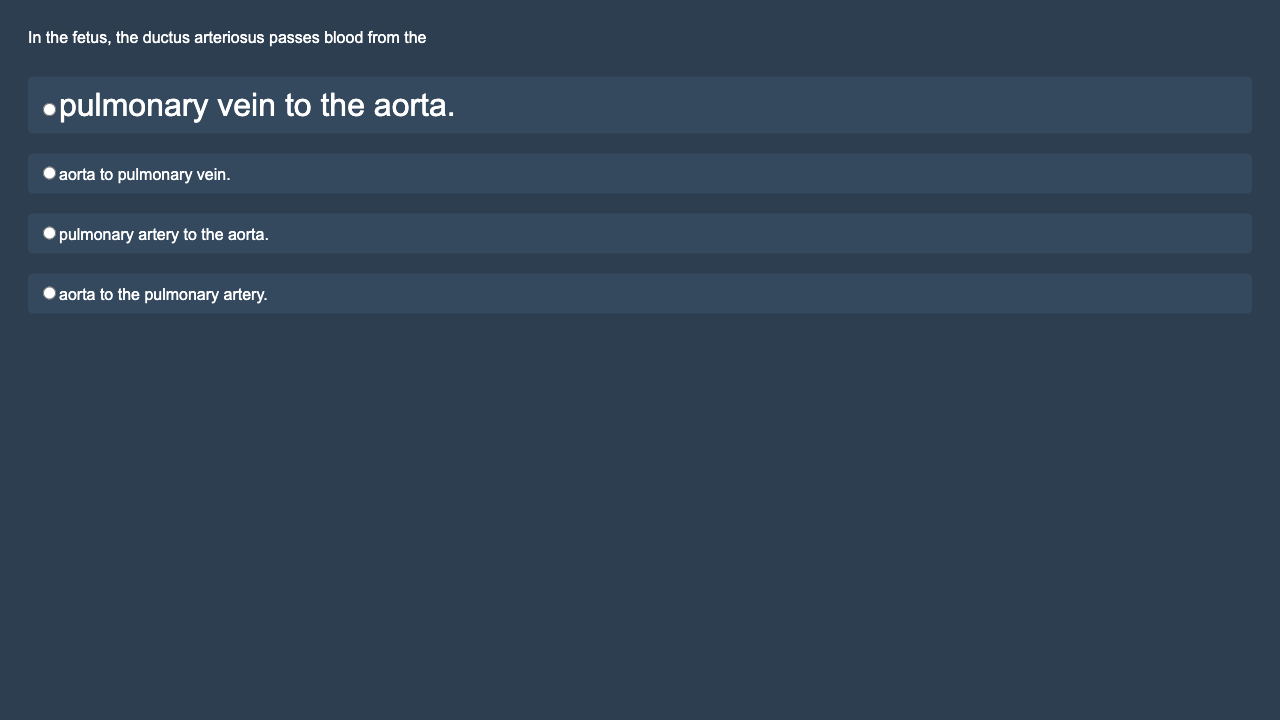 In the fetus, the ductus arteriosus passes blood from the
pulmonary vein to the aorta.
aorta to pulmonary vein.
pulmonary artery to the aorta.
aorta to the pulmonary artery.